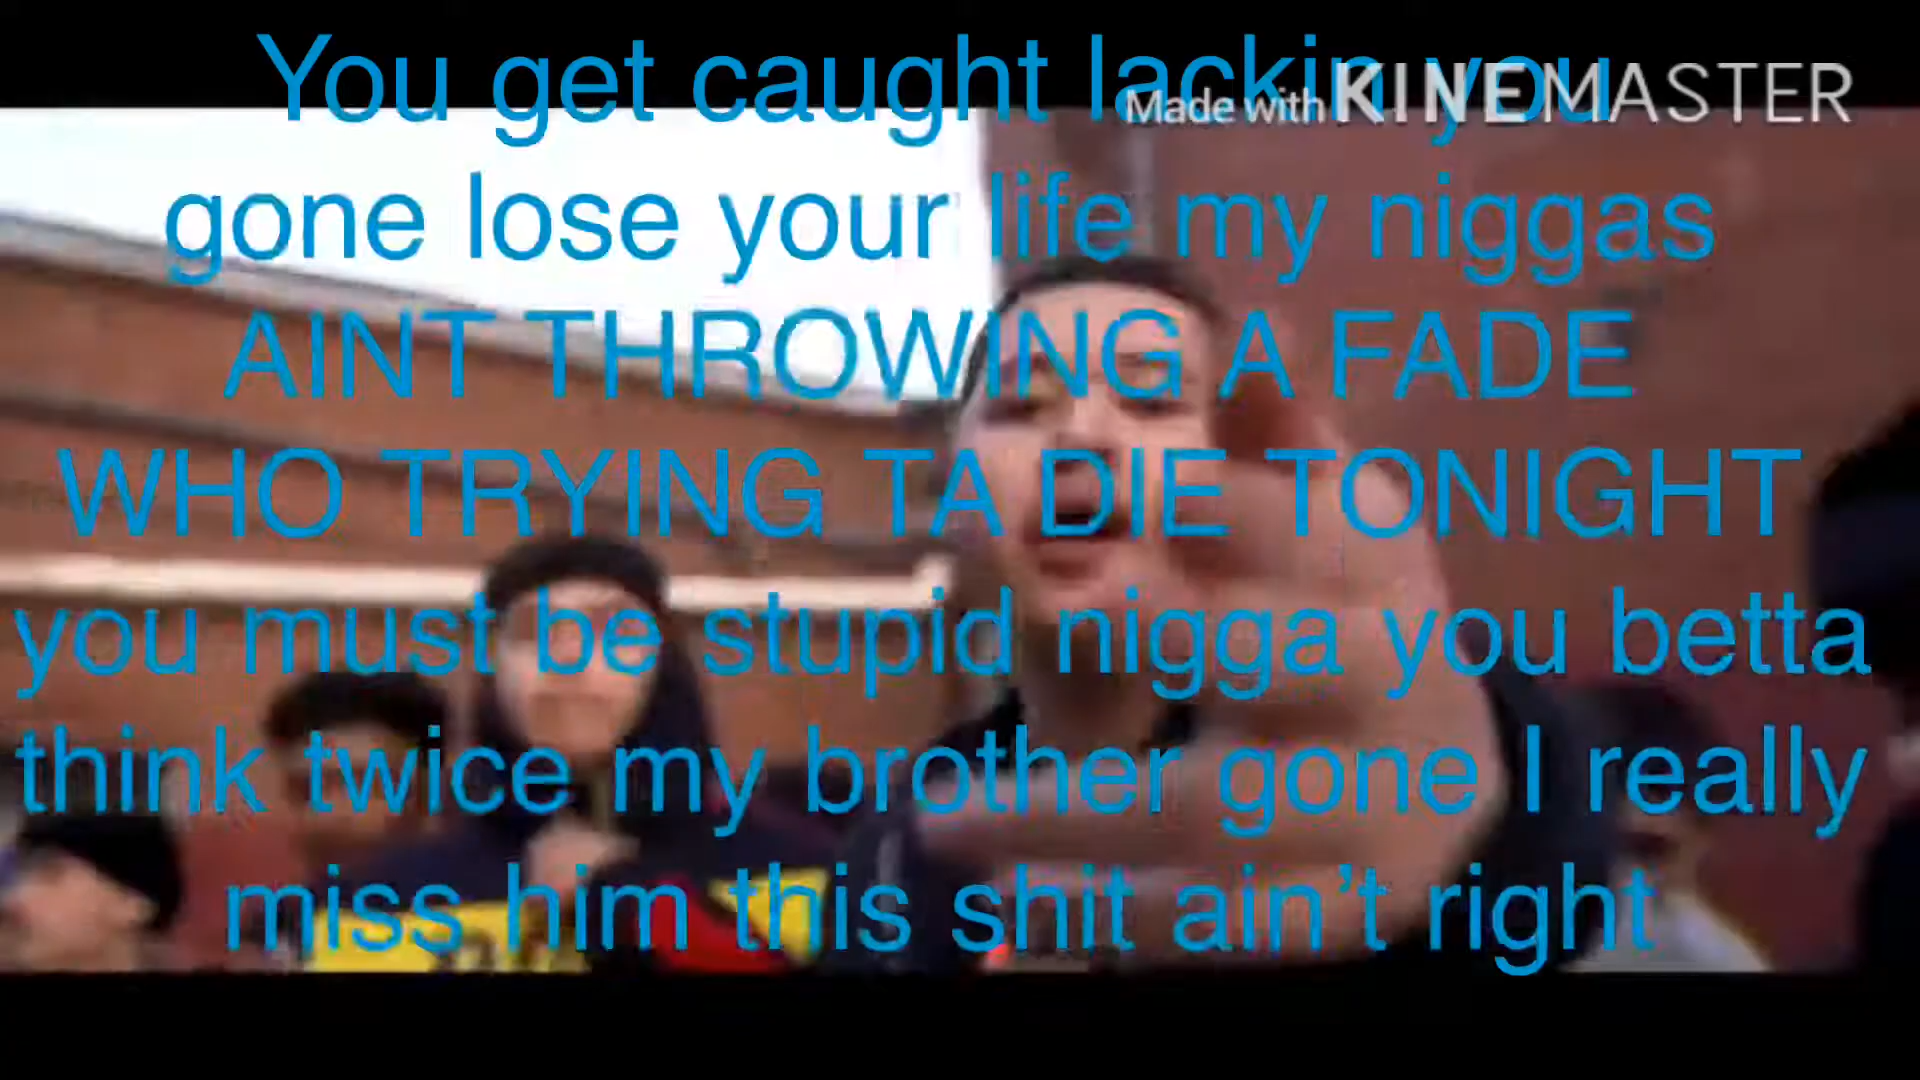 You get caught lackin you
Made with KINEMASTER
gone lose your life my niggas
AINT THROWING A FADE
WHO TRYING TA DIE TONIGHT
you must be stupid nigga you betta
think twice my brother gone I really
miss him this shit ain't right